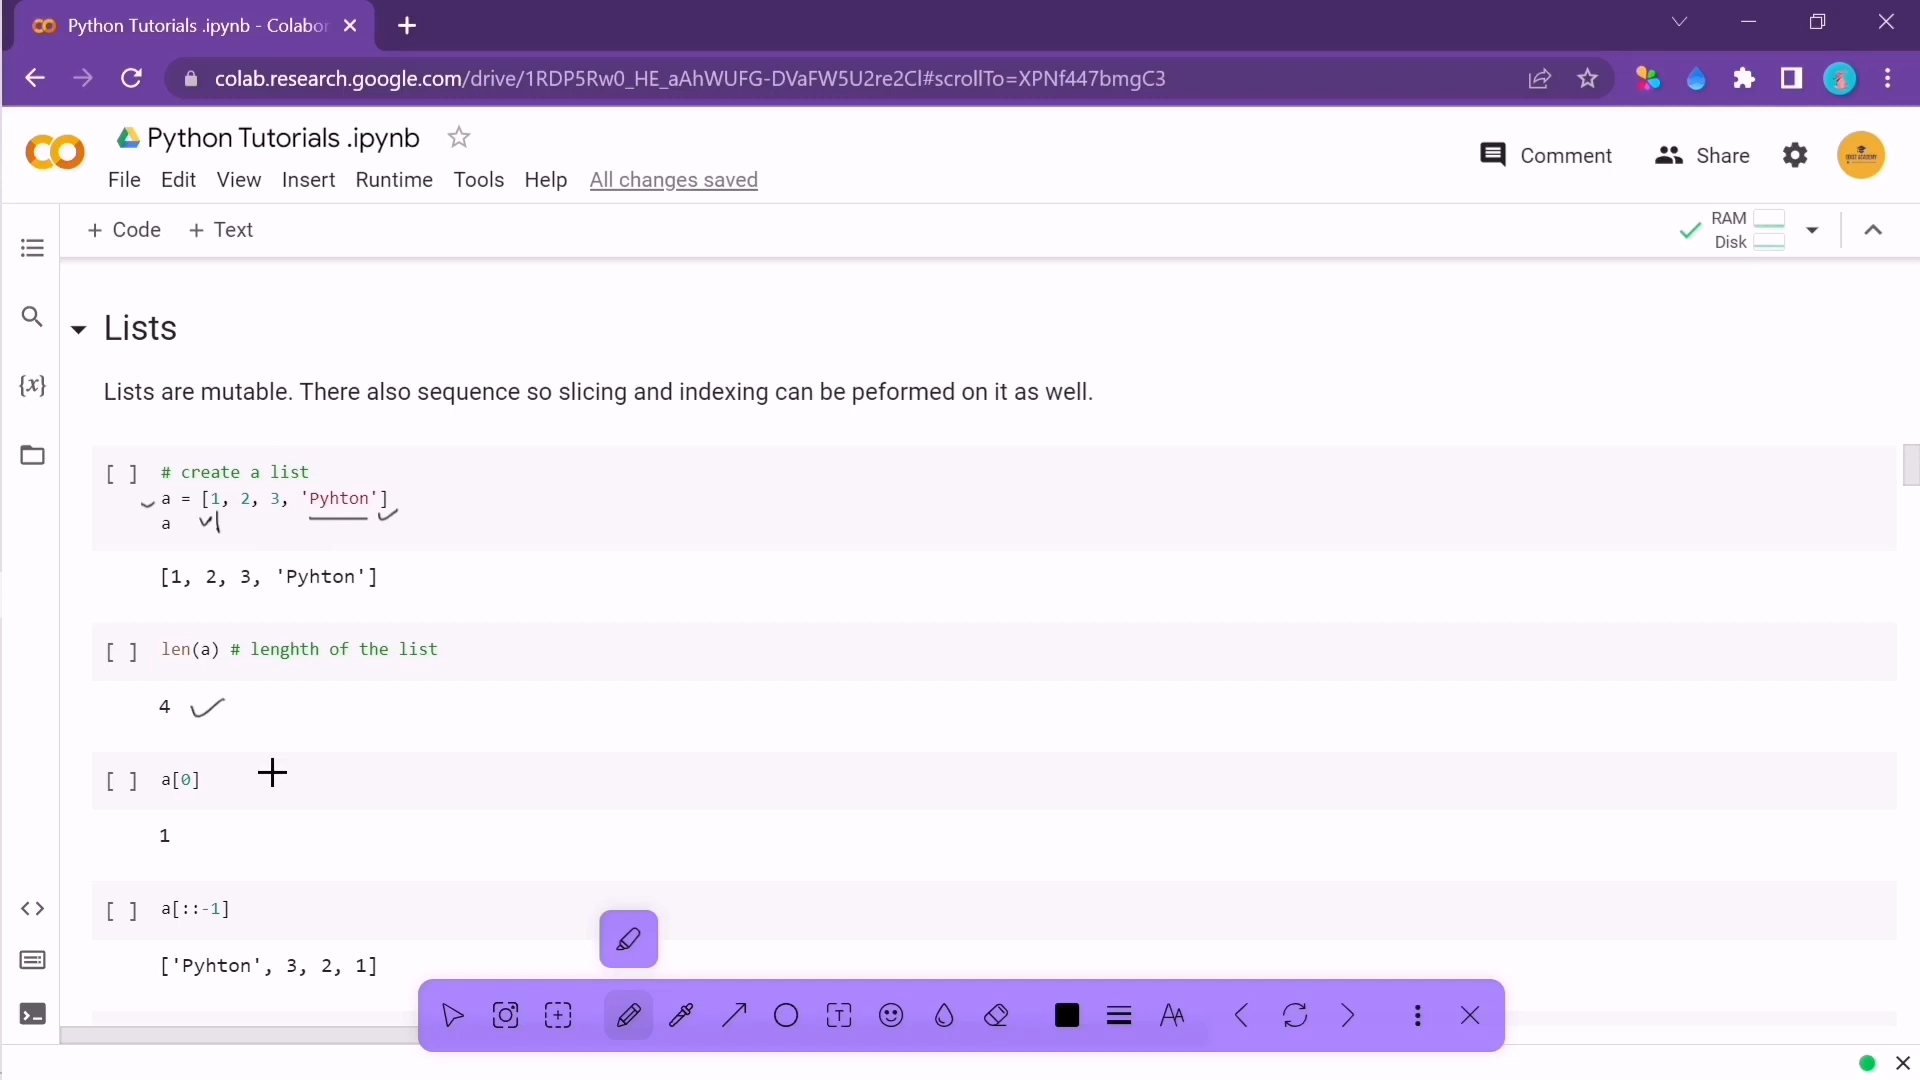 Python Tutorials .ipynb - Colabor
colab.research.google.com/drive/1RDP5Rw0_HE_aAhWUFG-DVaFW5U2re2Cl#scrollTo=XPNf447bmgC3
Python Tutorials .ipynb
Comment Share
File Edit View Insert Runtime Tools Help All changes saved
+ Code + Text
RAM
Disk
Lists
Lists are mutable. There also sequence so slicing and indexing can be peformed on it as well.
[ ] # create a list
a = [1, 2, 3, 'Pyhton']
a
[1, 2, 3, 'Pyhton']
[ ] len(a) # lenghth of the list
4
[ ] a[0]
1
[ ] a[::-1]
['Pyhton', 3, 2, 1]